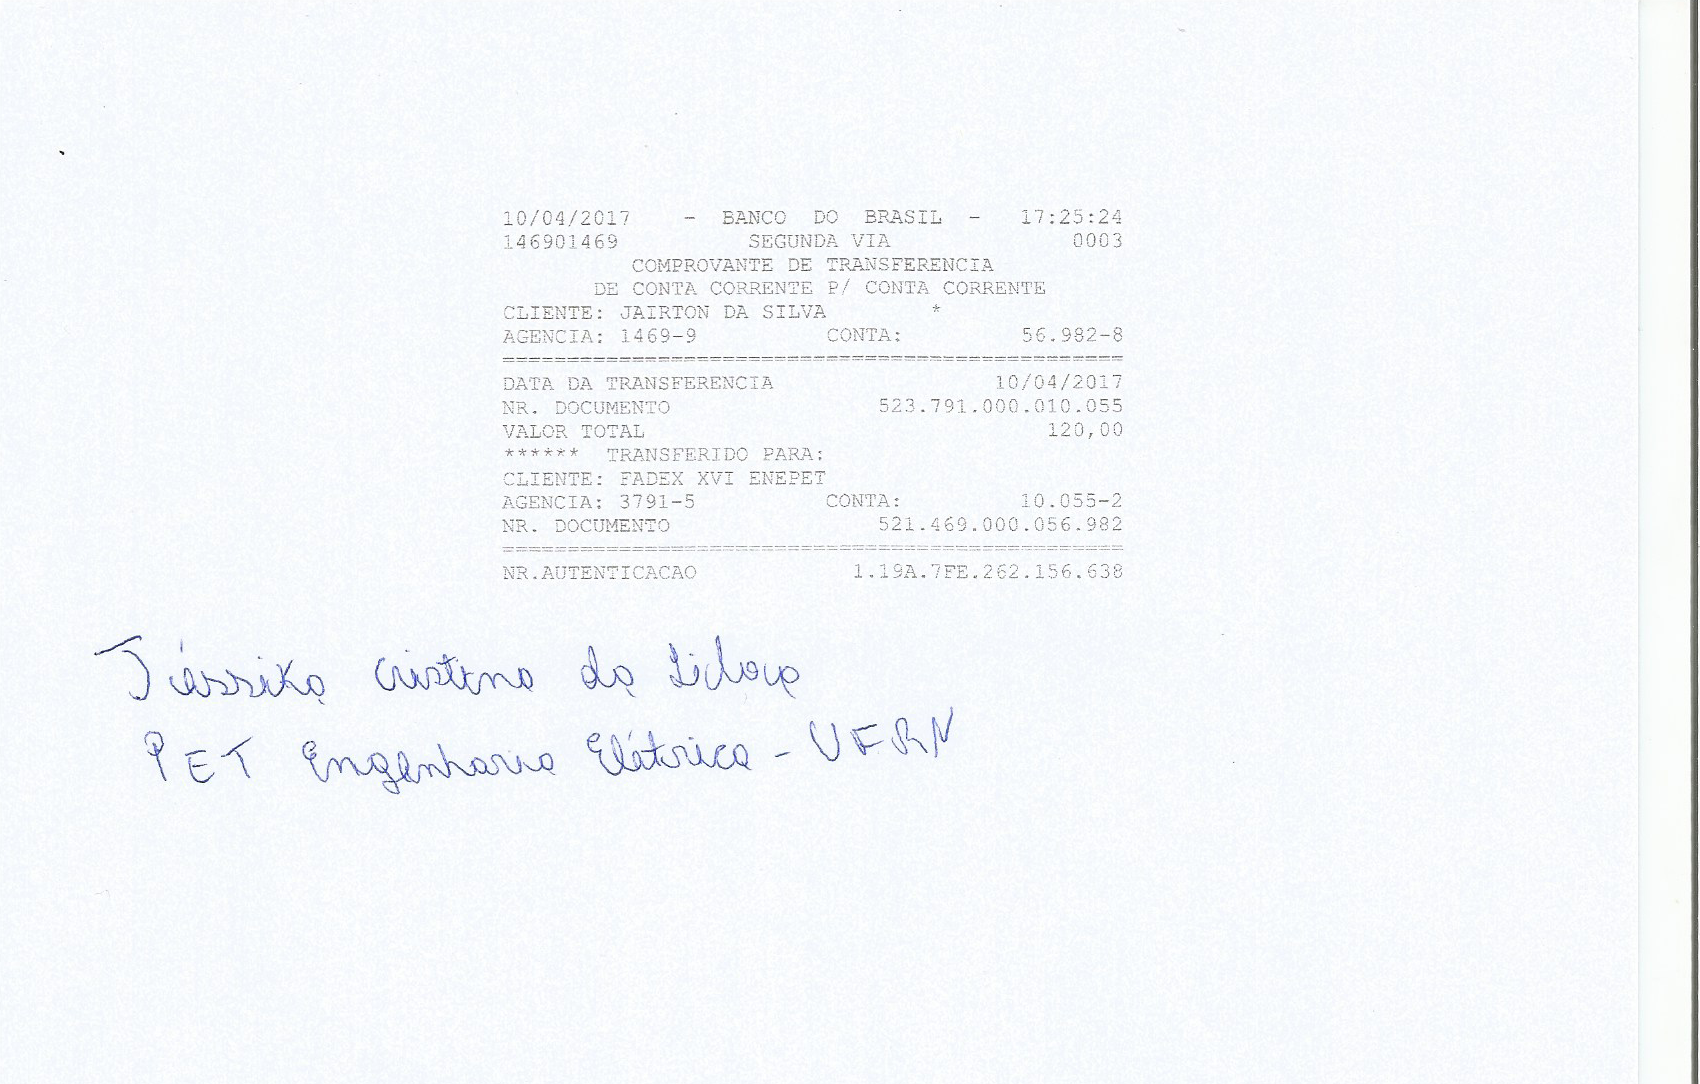 10/04/2017 - BANCO DO BRASIL - 17:25:24
146901469 SEGUNDA VIA 0003
COMPROVANTE DE TRANSFERENCIA
DE CONTA CORRENTE P/ CONTA CORRENTE
CLIENTE: JAIRTON DA SILVA *
AGENCIA: 1469-9 CONTA: 56.982-8
================================================
DATA DA TRANSFERENCIA 10/04/2017
NR. DOCUMENTO 523.791.000.010.055
VALOR TOTAL 120,00
****** TRANSFERIDO PARA:
CLIENTE: FADEX XVI ENEPET
AGENCIA: 3791-5 CONTA: 10.055-2
NR. DOCUMENTO 521.469.000.056.982
================================================
NR.AUTENTICACAO 1.19A.7FE.262.156.638
Jéssika Cristina da
PET Engenharia Elétrica - UFRN